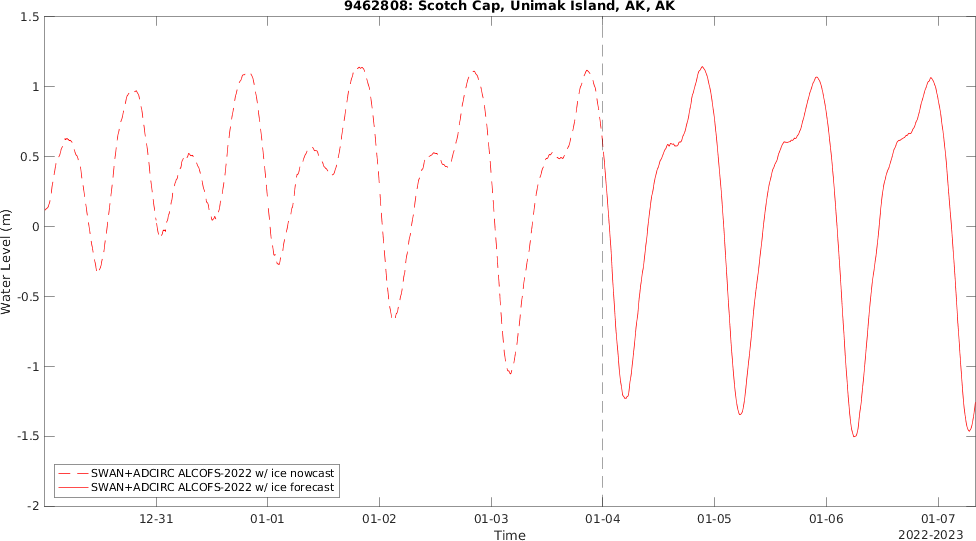 9462808: Scotch Cap, Unimak Island, AK, AK
1.5
1
0.5
0
-0.5
-1
-1.5
-2
Water Level (m)
SWAN+ADCIRC ALCOFS-2022 w/ ice nowcast
SWAN+ADCIRC ALCOFS-2022 w/ ice forecast
12-31 01-01 01-02 01-03 01-04 01-05 01-06 01-07
Time
2022-2023